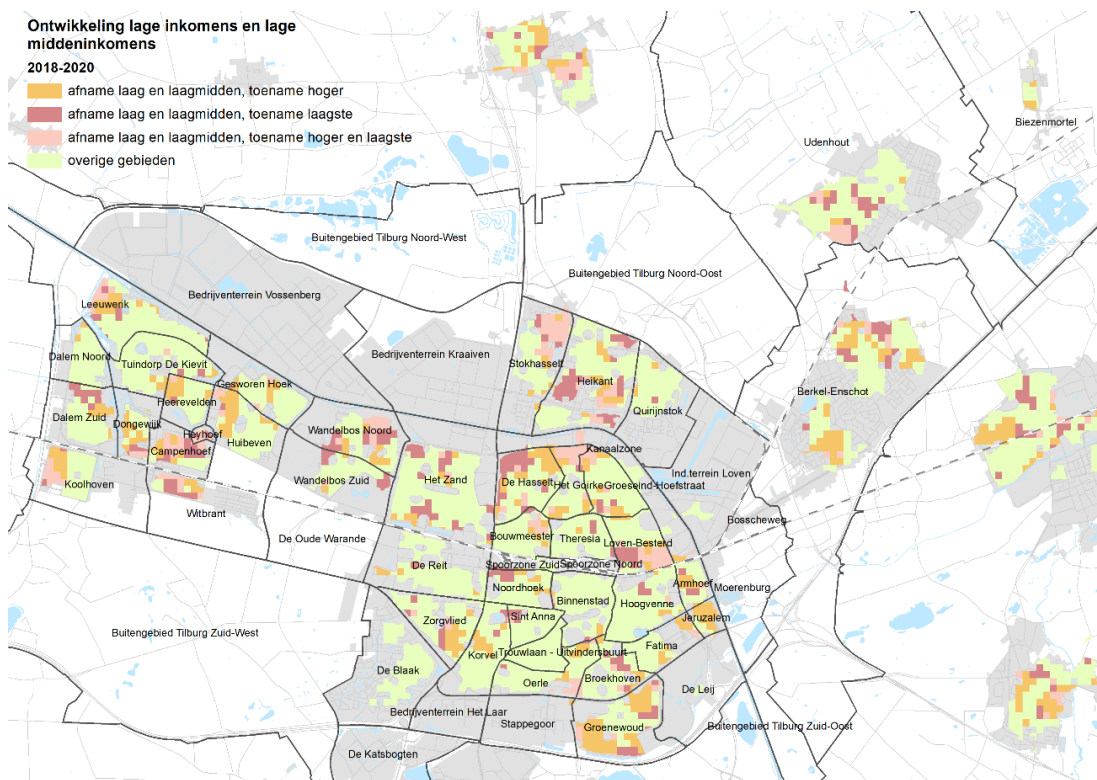 Ontwikkeling lage inkomens en lage
middeninkomens
2018-2020
afname laag en laagmidden, toename hoger
afname laag en laagmidden, toename laagste
afname laag en laagmidden, toename hoger en laagste
overige gebieden
Biezenmortel
Udenhout
Buitengebied Tilburg Noord-West
Buitengebied Tilburg Noord-Oost
Bedrijventerrein Vossenberg
Leeuwerik
Bedrijventerrein Kraaiven
Dalem Noord
Tuindorp De Kievit
Stokhasselt
Gesworen Hoek
Heikant
Heerevelden
Berkel-Enschot
Dalem Zuid
Quirijnstok
Dongewijk
Wandelbos Noord
Heyhoef
Huibeven
Campenhoef
Kanaalzone
Ind.terrein Loven
Wandelbos Zuid
Het Zand
De Hasselt
Het Goirke
Groeseind-Hoefstraat
Koolhoven
Witbrant
Bosscheweg
De Oude Warande
Bouwmeester
Theresia
Loven-Besterd
De Reit
Spoorzone Zuid
Spoorzone Noord
Noordhoek
Armhoef
Moerenburg
Binnenstad
Hoogvenne
Sint Anna
Jeruzalem
Zorgvlied
Buitengebied Tilburg Zuid-West
Fatima
Trouwlaan - Uitvindersbuurt
Korvel
De Blaak
Broekhoven
Oerle
De Leij
Bedrijventerrein Het Laar
Stappegoor
Groenewoud
Buitengebied Tilburg Zuid-Oost
De Katsbogten